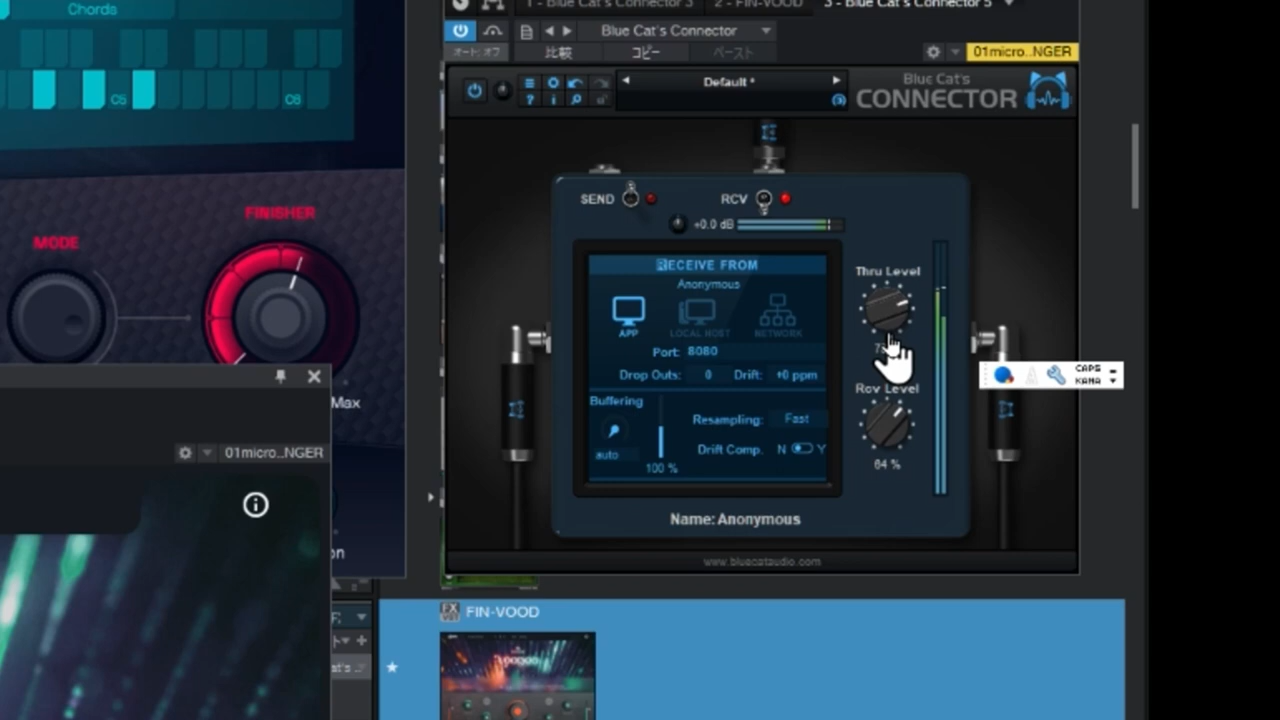 Chords
C5
C6
FINISHER
MODE
Max
01micro..NGER
1 - Blue Cat's Connector 3
2 - FIN-VOOD
3 - Blue Cat's Connector 5
Blue Cat's Connector
オート: オフ
比較
コピー
ペースト
01micro..NGER
Default *
Blue Cat's
CONNECTOR
SEND
RCV
+0.0 dB
RECEIVE FROM
Anonymous
APP
LOCAL HOST
NETWORK
Port: 8080
Drop Outs: 0 Drift: +0 ppm
Buffering
auto
100 %
Resampling: Fast
Drift Comp. N Y
Thru Level
Rcv Level
64 %
Name: Anonymous
www.bluecataudio.com
A
CAPS
KANA
FX
FIN-VOOD